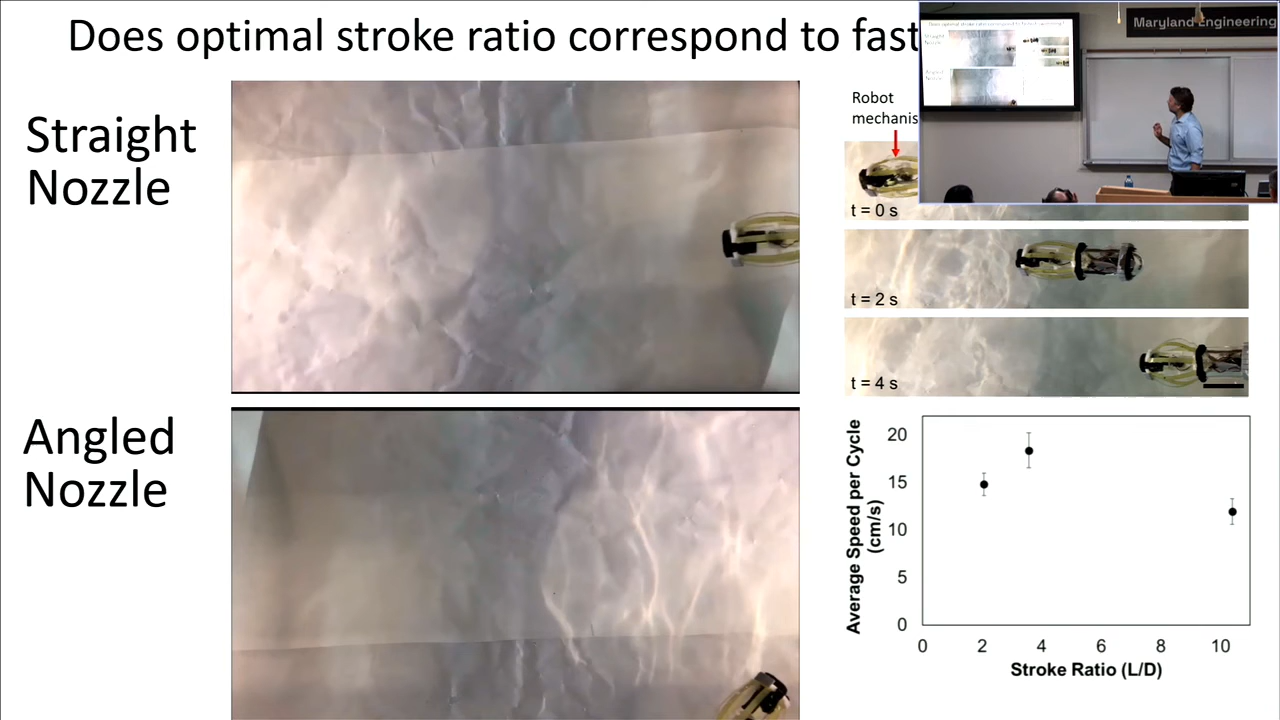 Does optimal stroke ratio correspond to fast
Maryland Engineering
Straight
Nozzle
Robot
mechanis
t = 0 s
t = 2 s
t = 4 s
Angled
Nozzle
Average Speed per Cycle
(cm/s)
20
15
10
5
0
0 2 4 6 8 10
Stroke Ratio (L/D)